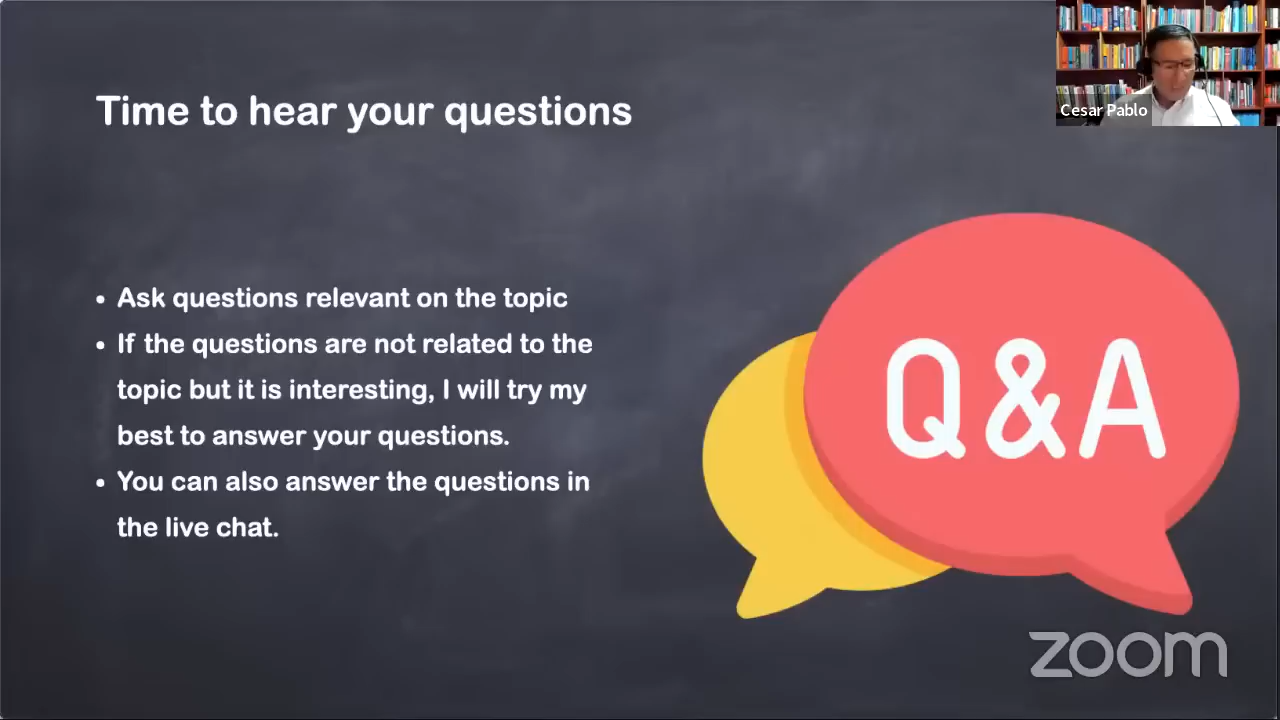 Cesar Pablo
Time to hear your questions
Ask questions relevant on the topic
If the questions are not related to the
topic but it is interesting, I will try my
best to answer your questions.
You can also answer the questions in
the live chat.
Q&A
zoom